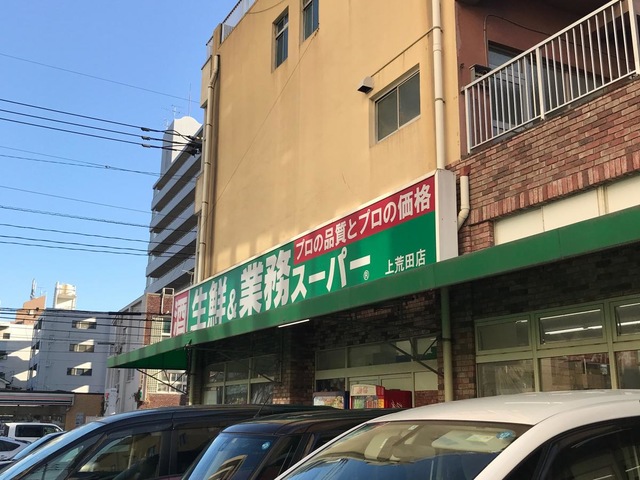 プロの品質とプロの価格
酒 生鮮&業務スーパー® 上荒田店